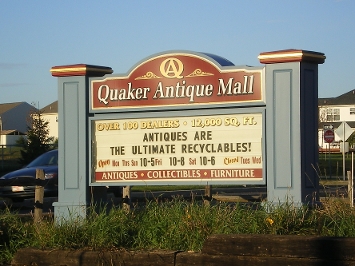 QA
Quaker Antique Mall
OVER 100 DEALERS • 12,000 SQ. FT.
ANTIQUES ARE
THE ULTIMATE RECYCLABLES!
Open Mon Thrs Sun 10-5 Fri 10-8 Sat 10-6 Closed Tues Wed
ANTIQUES • COLLECTIBLES • FURNITURE